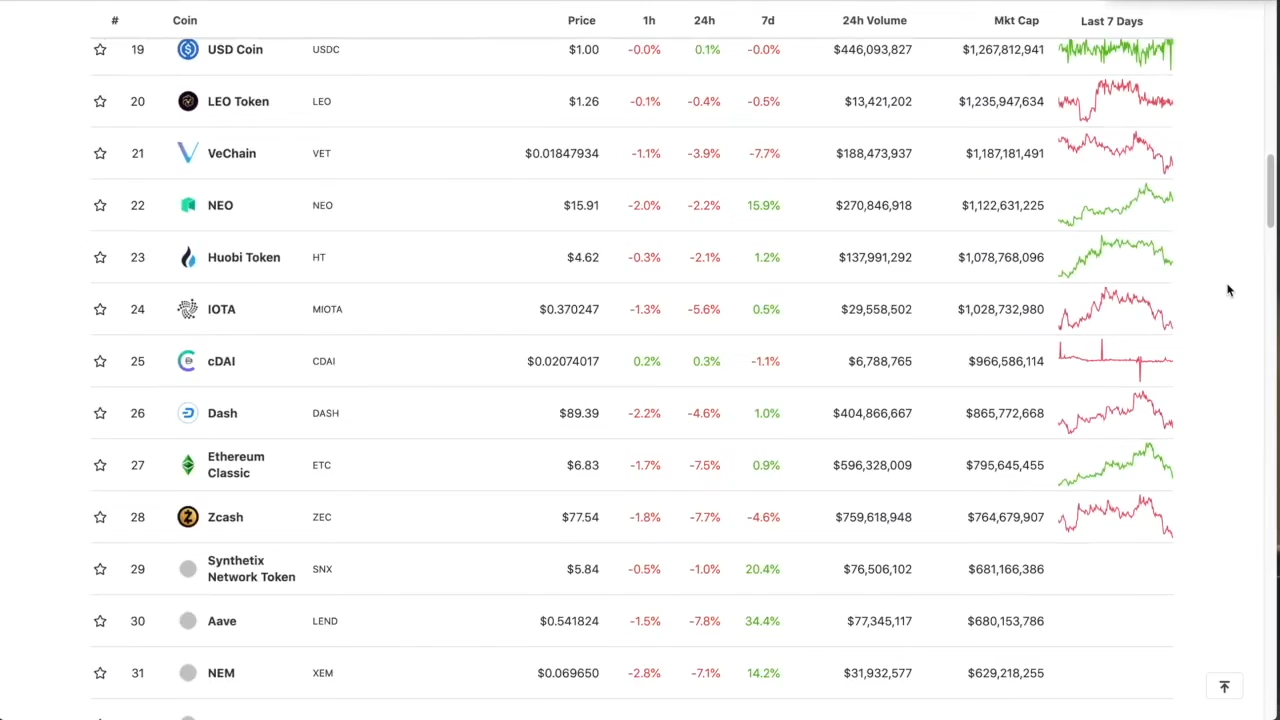 # Coin Price 1h 24h 7d 24h Volume Mkt Cap Last 7 Days
19 USD Coin USDC $1.00 -0.0% 0.1% -0.0% $446,093,827 $1,267,812,941
20 LEO Token LEO $1.26 -0.1% -0.4% -0.5% $13,421,202 $1,235,947,634
21 VeChain VET $0.01847934 -1.1% -3.9% -7.7% $188,473,937 $1,187,181,491
22 NEO NEO $15.91 -2.0% -2.2% 15.9% $270,846,918 $1,122,631,225
23 Huobi Token HT $4.62 -0.3% -2.1% 1.2% $137,991,292 $1,078,768,096
24 IOTA MIOTA $0.370247 -1.3% -5.6% 0.5% $29,558,502 $1,028,732,980
25 cDAI CDAI $0.02074017 0.2% 0.3% -1.1% $6,788,765 $966,586,114
26 Dash DASH $89.39 -2.2% -4.6% 1.0% $404,866,667 $865,772,668
27 Ethereum Classic ETC $6.83 -1.7% -7.5% 0.9% $596,328,009 $795,645,455
28 Zcash ZEC $77.54 -1.8% -7.7% -4.6% $759,618,948 $764,679,907
29 Synthetix Network Token SNX $5.84 -0.5% -1.0% 20.4% $76,506,102 $681,166,386
30 Aave LEND $0.541824 -1.5% -7.8% 34.4% $77,345,117 $680,153,786
31 NEM XEM $0.069650 -2.8% -7.1% 14.2% $31,932,577 $629,218,255